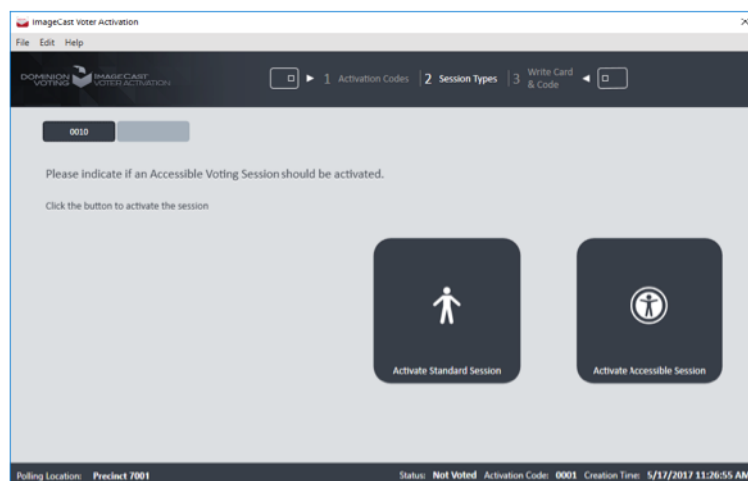 ImageCast Voter Activation
File Edit Help
DOMINION VOTING IMAGECAST VOTER ACTIVATION
1 Activation Codes 2 Session Types 3 Write Card & Code
0010
Please indicate if an Accessible Voting Session should be activated.
Click the button to activate the session
Activate Standard Session Activate Accessible Session
Polling Location: Precinct 7001 Status: Not Voted Activation Code: 0001 Creation Time: 5/17/2017 11:26:55 AM